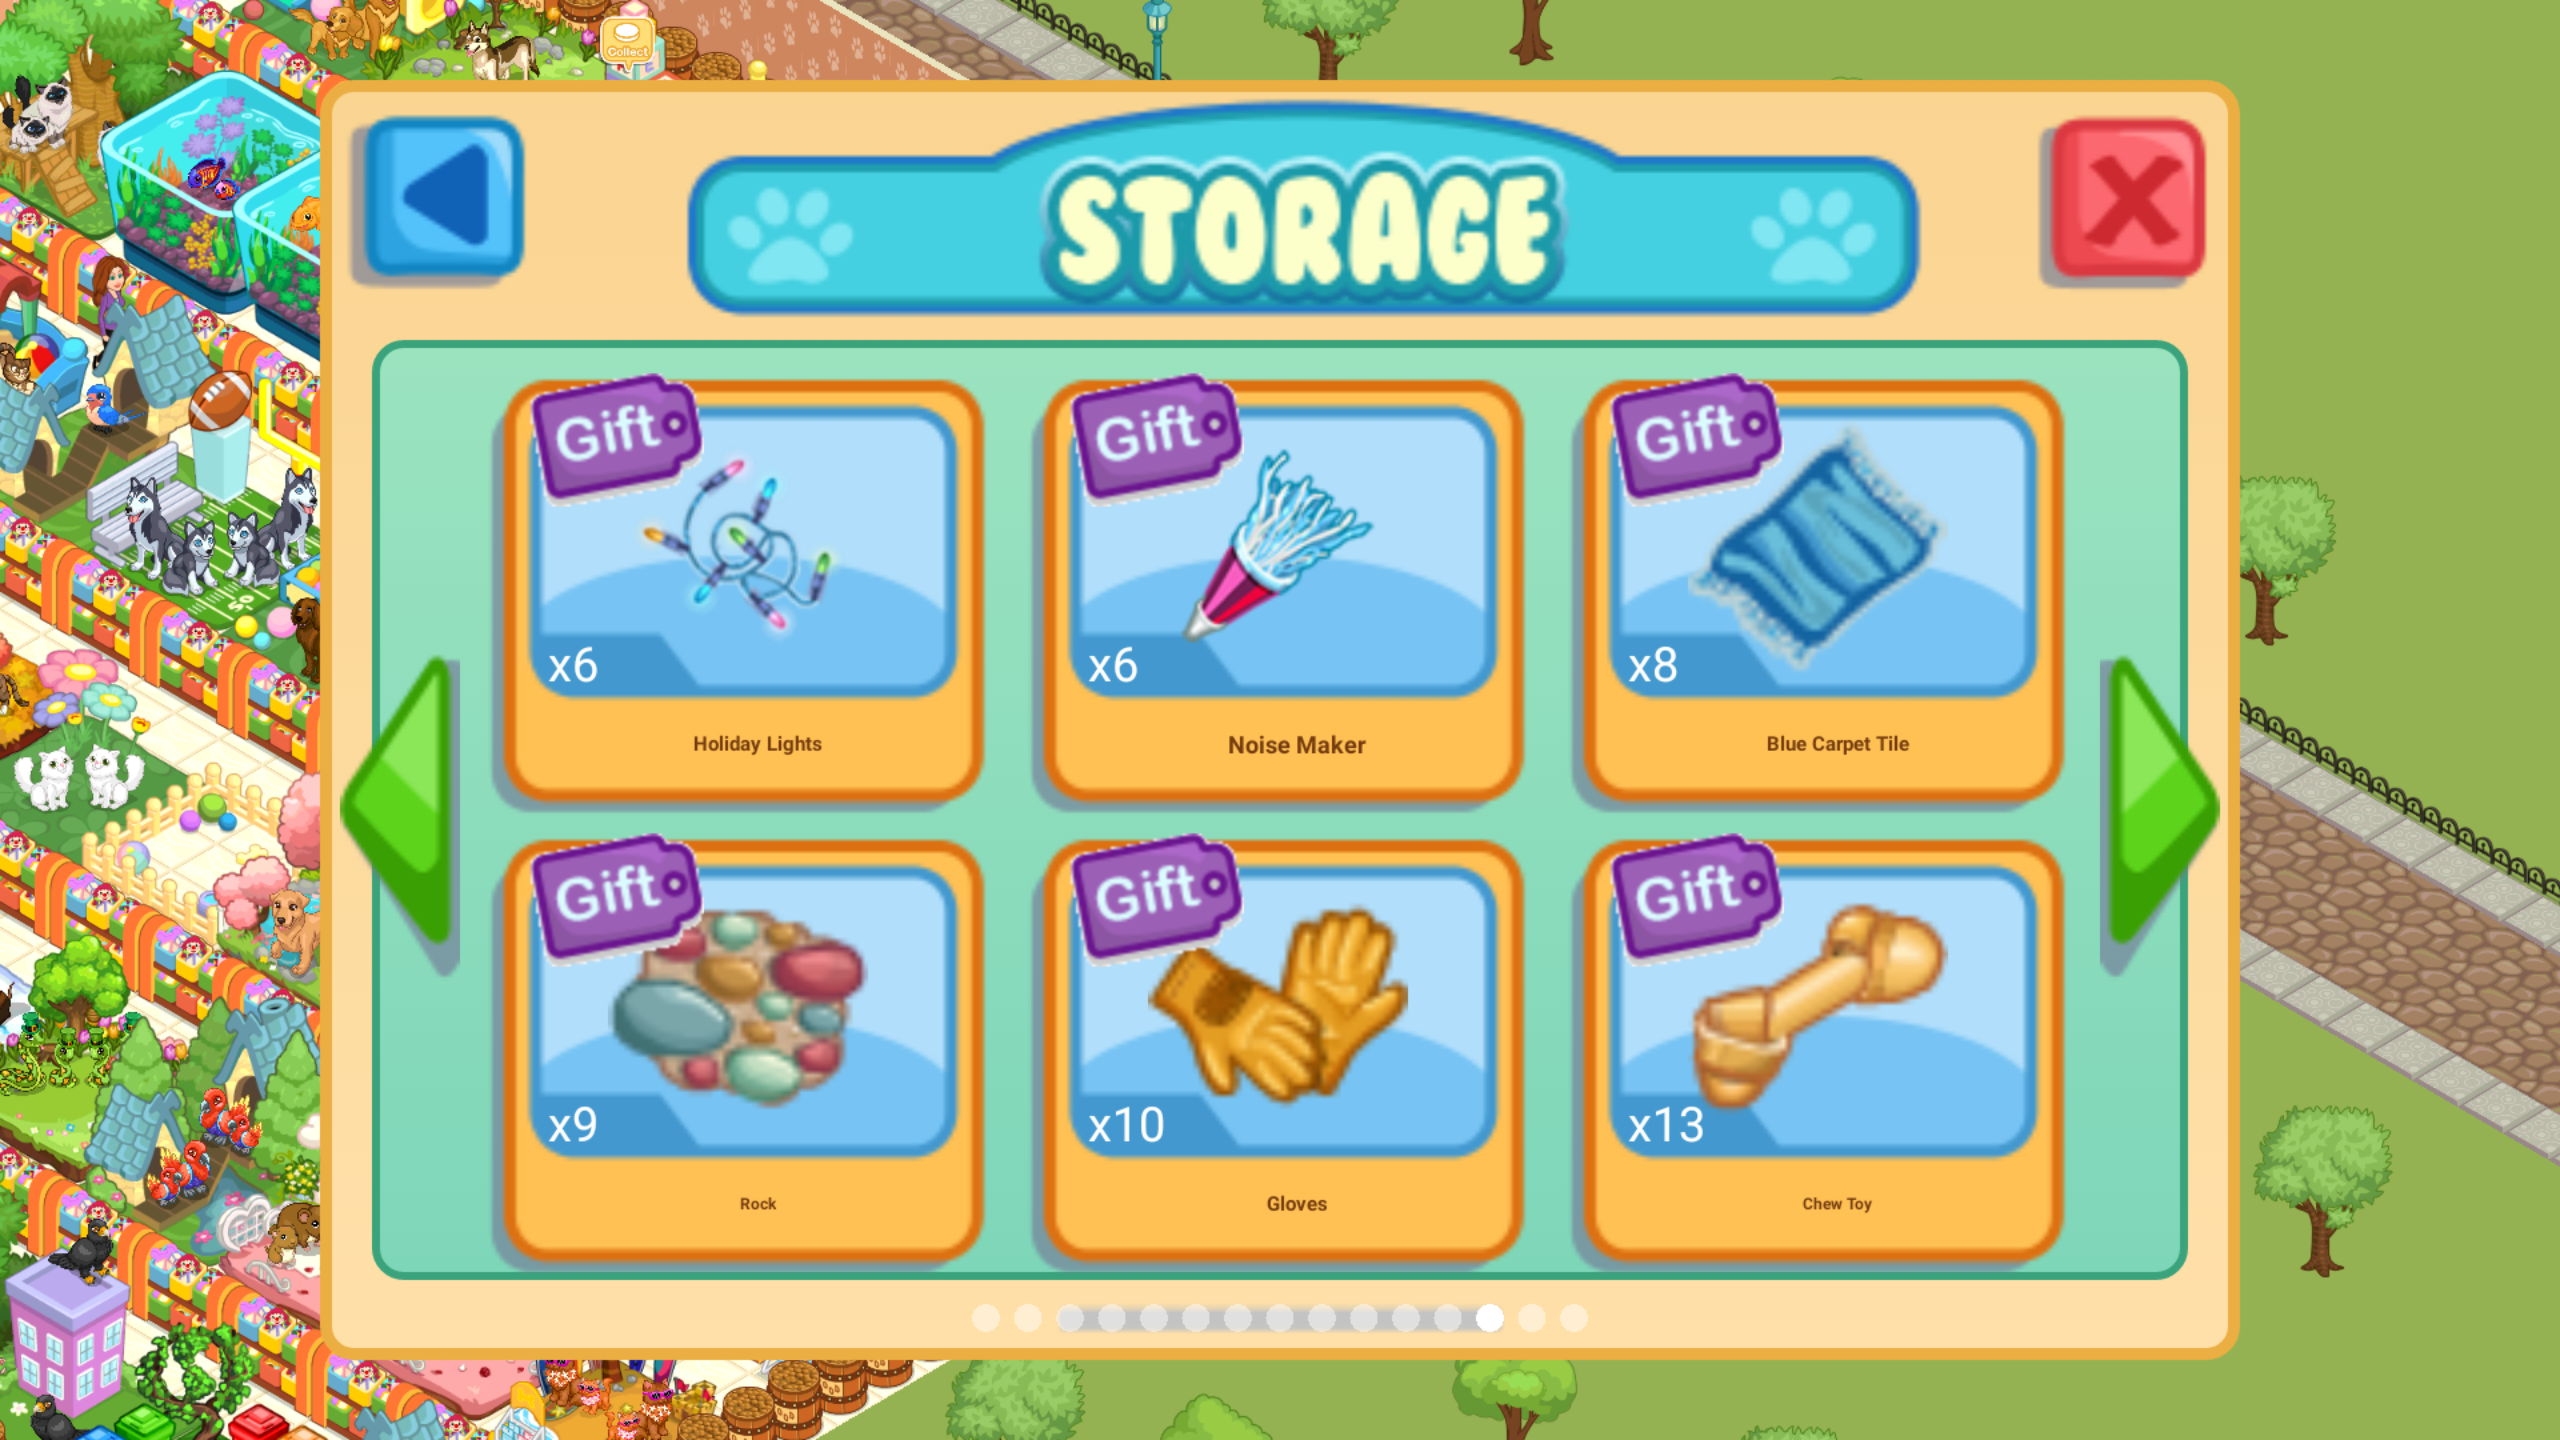 Collect
STORAGE
Gift
Gift
Gift
x6
x6
x8
Holiday Lights
Noise Maker
Blue Carpet Tile
Gift
Gift
Gift
x9
x10
x13
Rock
Gloves
Chew Toy
50